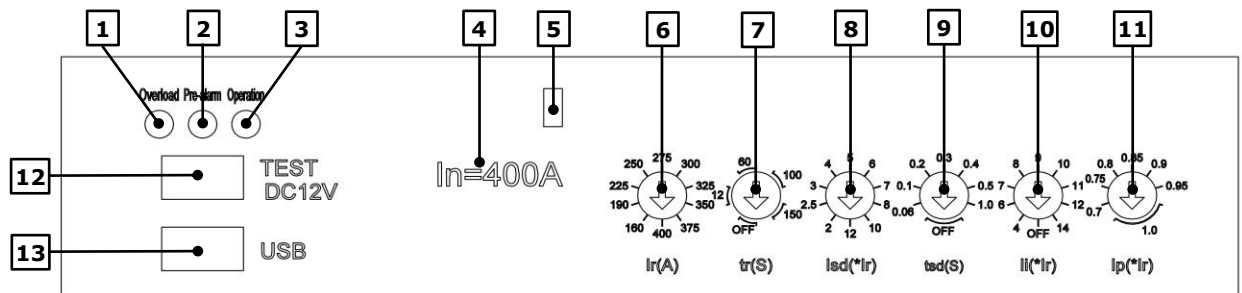 1 2 3 4 5 6 7 8 9 10 11
Overload Pre-alarm Operation
12 TEST
DC12V
In=400A
13 USB
160 190 225 250 275 300 325 350 375 400
Ir(A)
12 60 100 150 OFF
tr(S)
2 2.5 3 4 5 6 7 8 10 12
Isd(*Ir)
0.06 0.1 0.2 0.3 0.4 0.5 1.0 OFF
tsd(S)
4 6 7 8 9 10 11 12 14 OFF
Ii(*Ir)
0.7 0.75 0.8 0.85 0.9 0.95 1.0
Ip(*Ir)